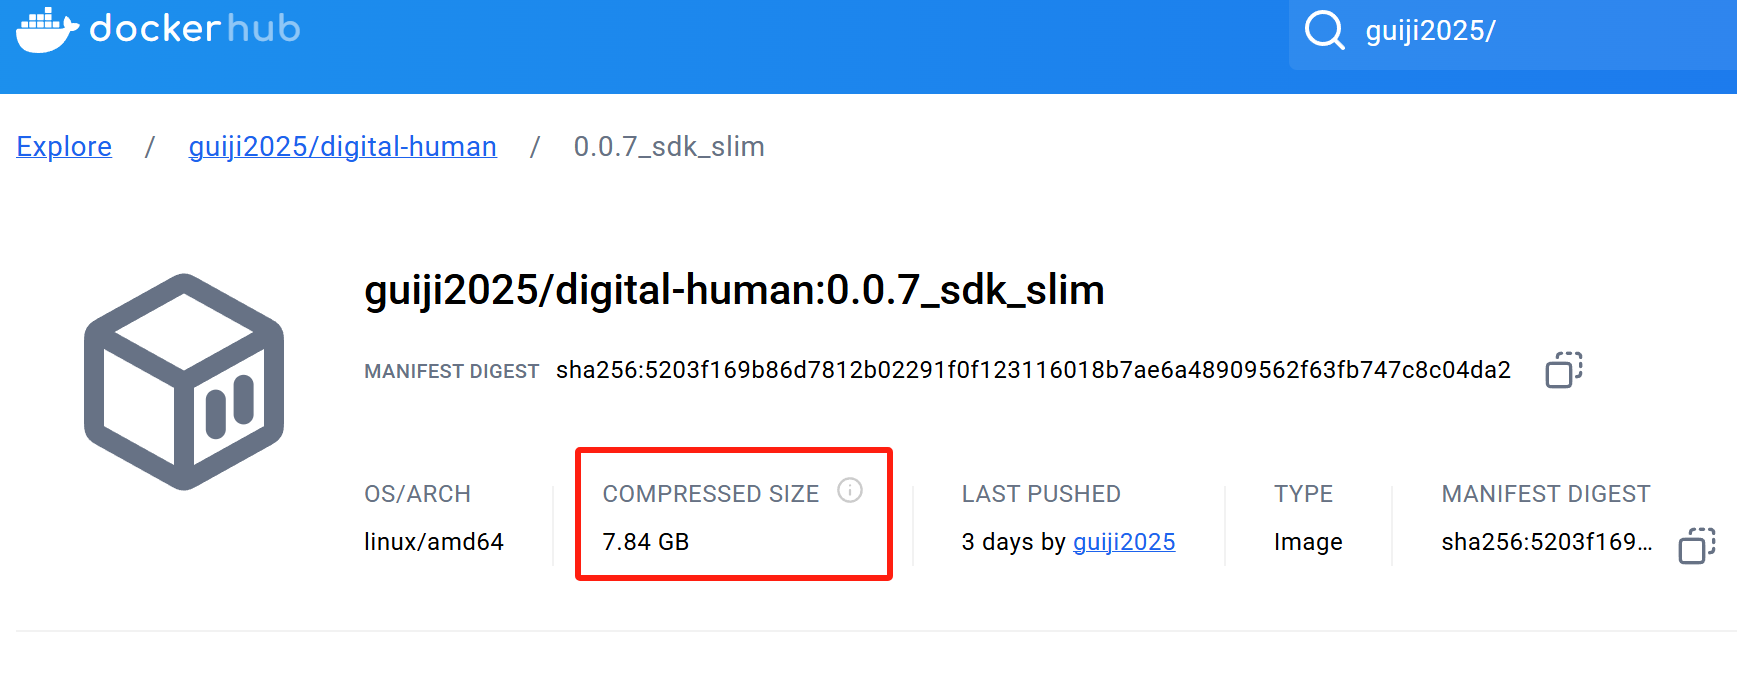 dockerhub
guiji2025/
Explore / guiji2025/digital-human / 0.0.7_sdk_slim
guiji2025/digital-human:0.0.7_sdk_slim
MANIFEST DIGEST sha256:5203f169b86d7812b02291f0f123116018b7ae6a48909562f63fb747c8c04da2
OS/ARCH COMPRESSED SIZE LAST PUSHED TYPE MANIFEST DIGEST
linux/amd64 7.84 GB 3 days by guiji2025 Image sha256:5203f169...